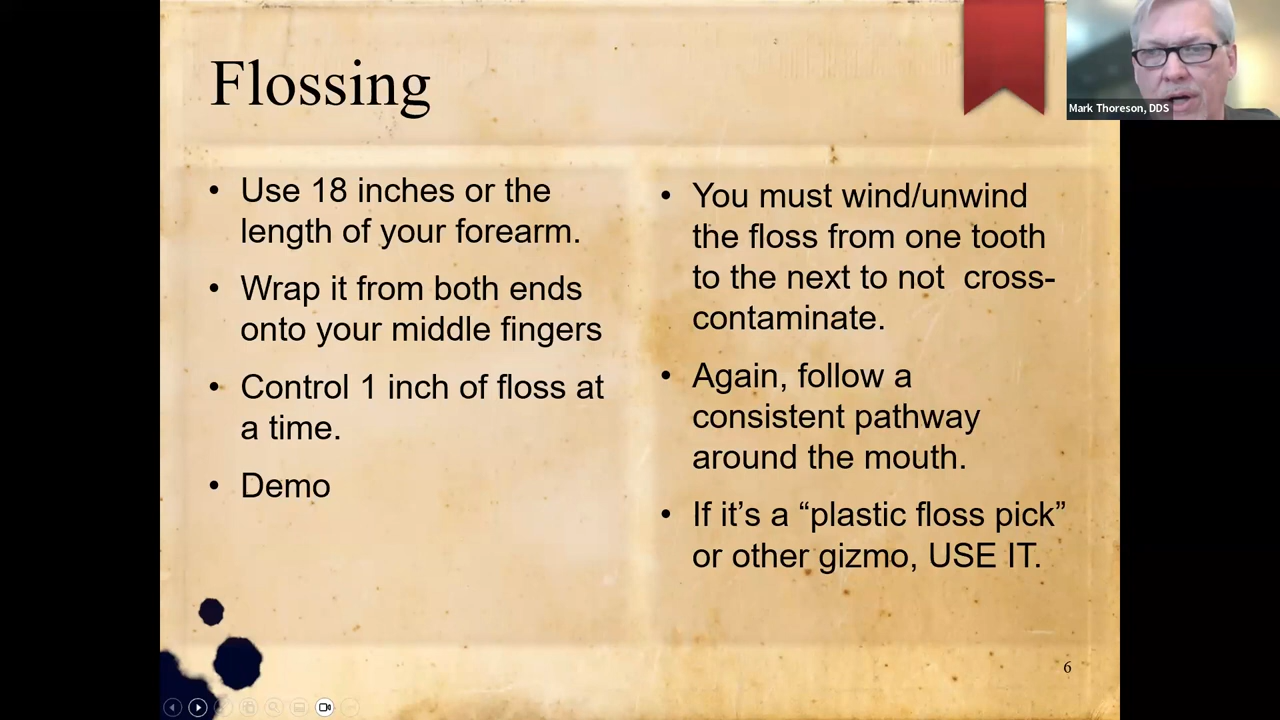 Flossing
• Use 18 inches or the
length of your forearm.
• Wrap it from both ends
onto your middle fingers
• Control 1 inch of floss at
a time.
• Demo
• You must wind/unwind
the floss from one tooth
to the next to not  cross-
contaminate.
• Again, follow a
consistent pathway
around the mouth.
• If it’s a “plastic floss pick”
or other gizmo, USE IT.
6
Mark Thoreson, DDS